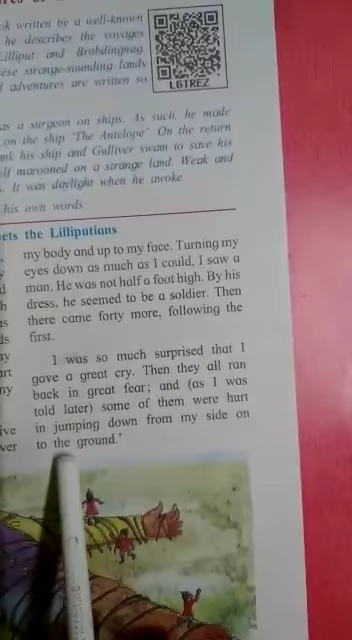 ok written by a well-known
he describes the voyages
Lilliput and Brobdingnag.
ese strange-sounding lands
adventures are written so
L6TREZ
as a surgeon on ships. As such, he made
on the ship 'The Antelope' On the return
nk his ship and Gulliver swam to save his
lf marooned on a strange land. Weak and
It was daylight when he awoke
his own words
eets the Lilliputians
my body and up to my face. Turning my
eyes down as much as I could, I saw a
man. He was not half a foot high. By his
dress, he seemed to be a soldier. Then
there came forty more, following the
first.
I was so much surprised that I
gave a great cry. Then they all ran
back in great fear; and (as I was
told later) some of them were hurt
in jumping down from my side on
to the ground.'